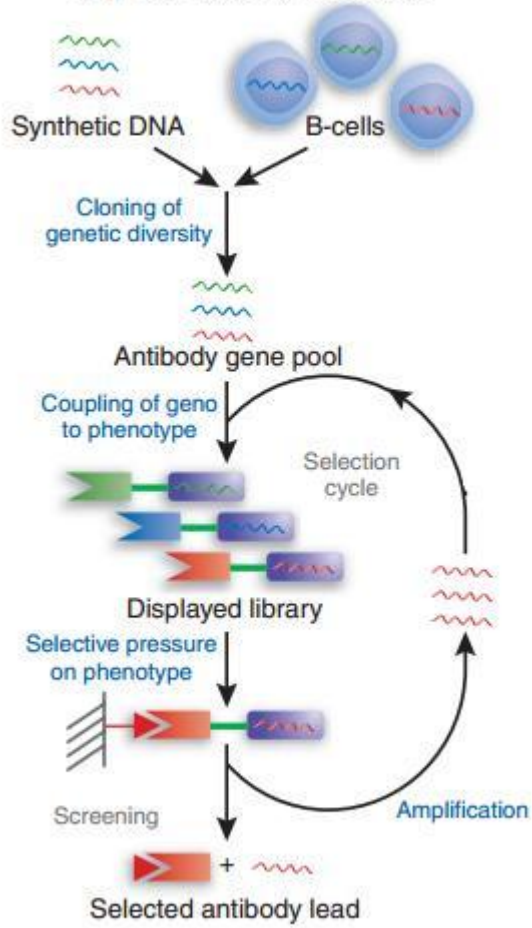 Synthetic DNA
B-cells
Cloning of
genetic diversity
Antibody gene pool
Coupling of geno
to phenotype
Selection
cycle
Displayed library
Selective pressure
on phenotype
Amplification
Screening
+
Selected antibody lead